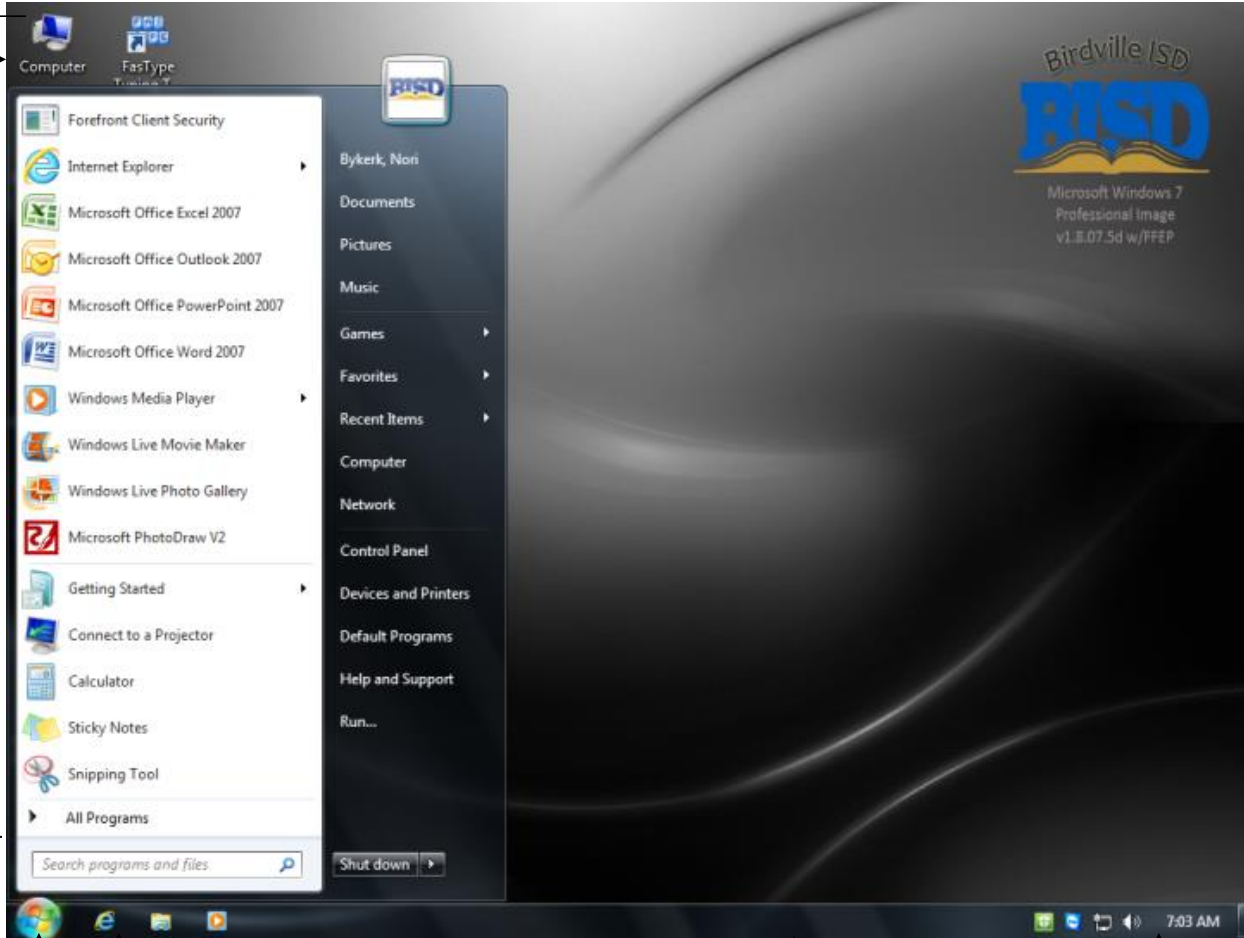 Computer
FasType
Birdville ISD
BISD
Microsoft Windows 7
Professional Image
v1.8.07.5d w/FFEP
BISD
Forefront Client Security
Internet Explorer
Microsoft Office Excel 2007
Microsoft Office Outlook 2007
Microsoft Office PowerPoint 2007
Microsoft Office Word 2007
Windows Media Player
Windows Live Movie Maker
Windows Live Photo Gallery
Microsoft PhotoDraw V2
Getting Started
Connect to a Projector
Calculator
Sticky Notes
Snipping Tool
All Programs
Search programs and files
Bykerk, Nori
Documents
Pictures
Music
Games
Favorites
Recent Items
Computer
Network
Control Panel
Devices and Printers
Default Programs
Help and Support
Run...
Shut down
7:03 AM